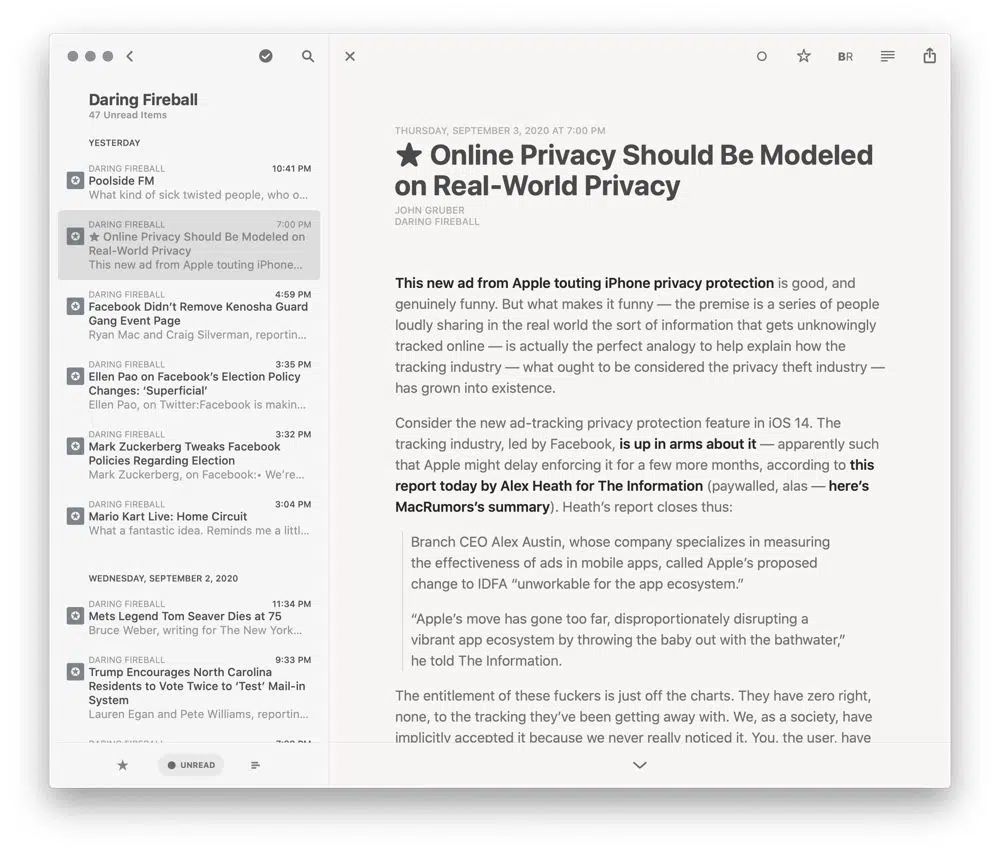 Daring Fireball
47 Unread Items
YESTERDAY
DARING FIREBALL 10:41 PM
Poolside FM
What kind of sick twisted people, who o...
DARING FIREBALL 7:00 PM
★ Online Privacy Should Be Modeled on
Real-World Privacy
This new ad from Apple touting iPhone...
DARING FIREBALL 4:59 PM
Facebook Didn’t Remove Kenosha Guard
Gang Event Page
Ryan Mac and Craig Silverman, reportin...
DARING FIREBALL 3:35 PM
Ellen Pao on Facebook’s Election Policy
Changes: ‘Superficial’
Ellen Pao, on Twitter:Facebook is makin...
DARING FIREBALL 3:32 PM
Mark Zuckerberg Tweaks Facebook
Policies Regarding Election
Mark Zuckerberg, on Facebook:• We’re...
DARING FIREBALL 3:04 PM
Mario Kart Live: Home Circuit
What a fantastic idea. Reminds me a littl...
WEDNESDAY, SEPTEMBER 2, 2020
DARING FIREBALL 11:34 PM
Mets Legend Tom Seaver Dies at 75
Bruce Weber, writing for The New York...
DARING FIREBALL 9:33 PM
Trump Encourages North Carolina
Residents to Vote Twice to ‘Test’ Mail-in
System
Lauren Egan and Pete Williams, reportin...
UNREAD
BR
THURSDAY, SEPTEMBER 3, 2020 AT 7:00 PM
★ Online Privacy Should Be Modeled
on Real-World Privacy
JOHN GRUBER
DARING FIREBALL
This new ad from Apple touting iPhone privacy protection is good, and
genuinely funny. But what makes it funny — the premise is a series of people
loudly sharing in the real world the sort of information that gets unknowingly
tracked online — is actually the perfect analogy to help explain how the
tracking industry — what ought to be considered the privacy theft industry —
has grown into existence.
Consider the new ad-tracking privacy protection feature in iOS 14. The
tracking industry, led by Facebook, is up in arms about it — apparently such
that Apple might delay enforcing it for a few more months, according to this
report today by Alex Heath for The Information (paywalled, alas — here’s
MacRumors’s summary). Heath’s report closes thus:
Branch CEO Alex Austin, whose company specializes in measuring
the effectiveness of ads in mobile apps, called Apple’s proposed
change to IDFA “unworkable for the app ecosystem.”
“Apple’s move has gone too far, disproportionately disrupting a
vibrant app ecosystem by throwing the baby out with the bathwater,”
he told The Information.
The entitlement of these fuckers is just off the charts. They have zero right,
none, to the tracking they’ve been getting away with. We, as a society, have
implicitly accepted it because we never really noticed it. You, the user, have